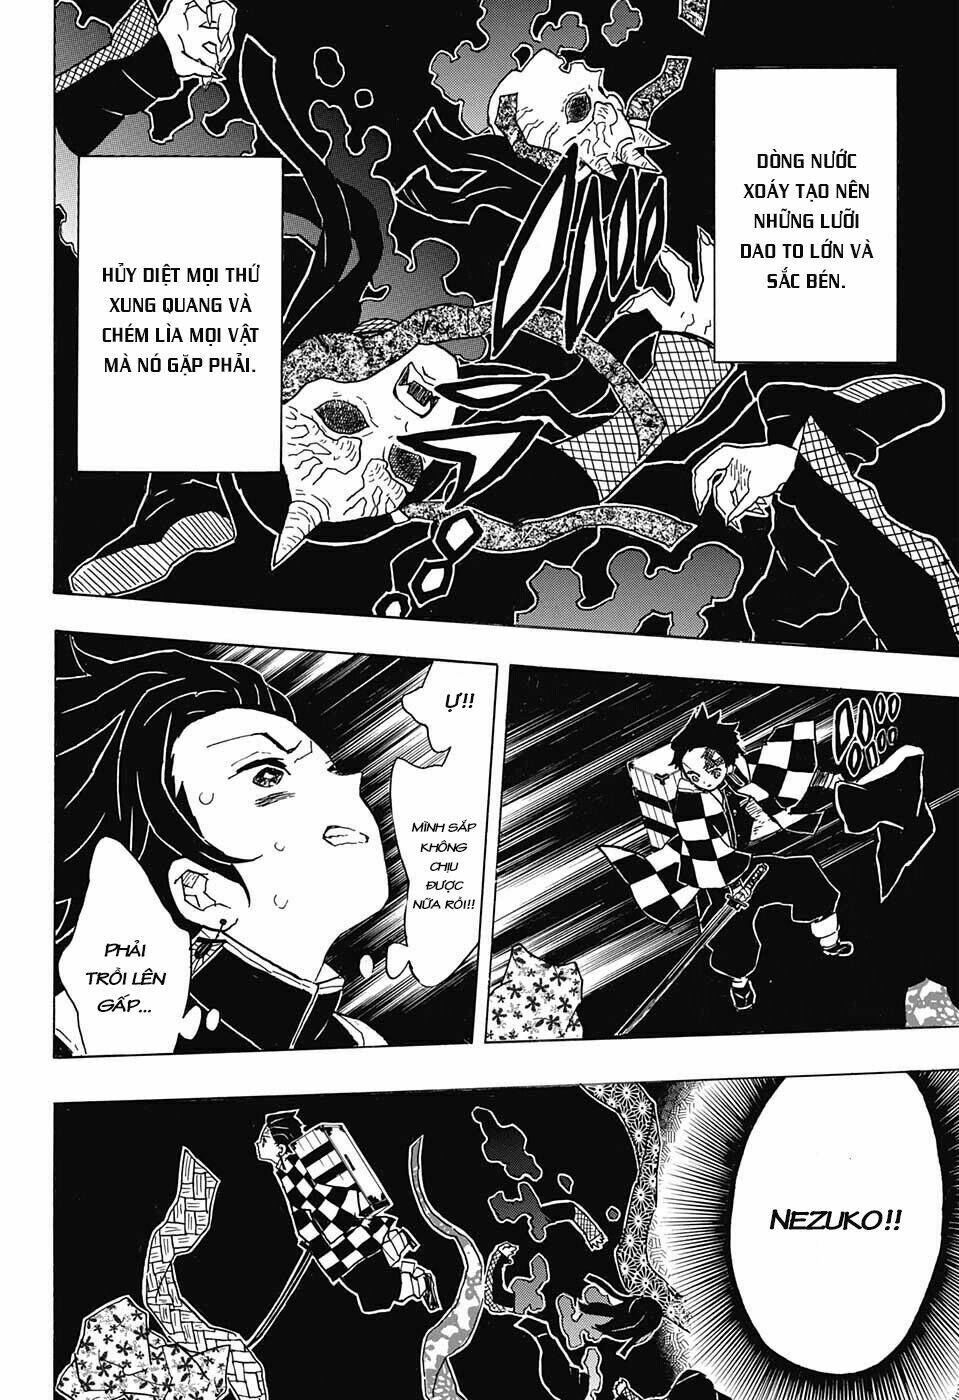 DÒNG NƯỚC
XOÁY TẠO NÊN
NHỮNG LƯỠI
DAO TO LỚN VÀ
SẮC BÉN.
HỦY DIỆT MỌI THỨ
XUNG QUANG VÀ
CHÉM LÌA MỌI VẬT
MÀ NÓ GẶP PHẢI.
Ự!!
MÌNH SẮP
KHÔNG
CHỊU
ĐƯỢC
NỮA RỒI!!
PHẢI
TRỒI LÊN
GẤP...
NEZUKO!!